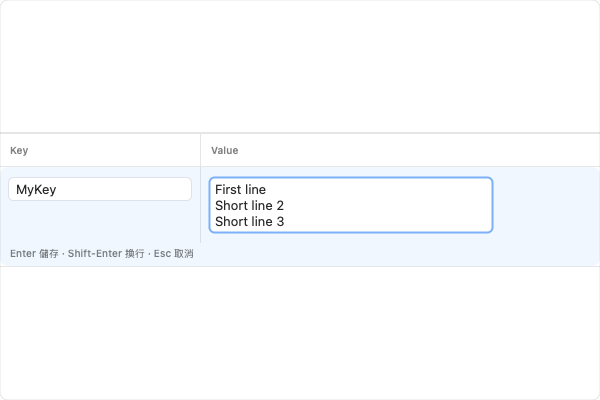 Key
Value
MyKey
First line
Short line 2
Short line 3
Enter 儲存 · Shift-Enter 換行 · Esc 取消